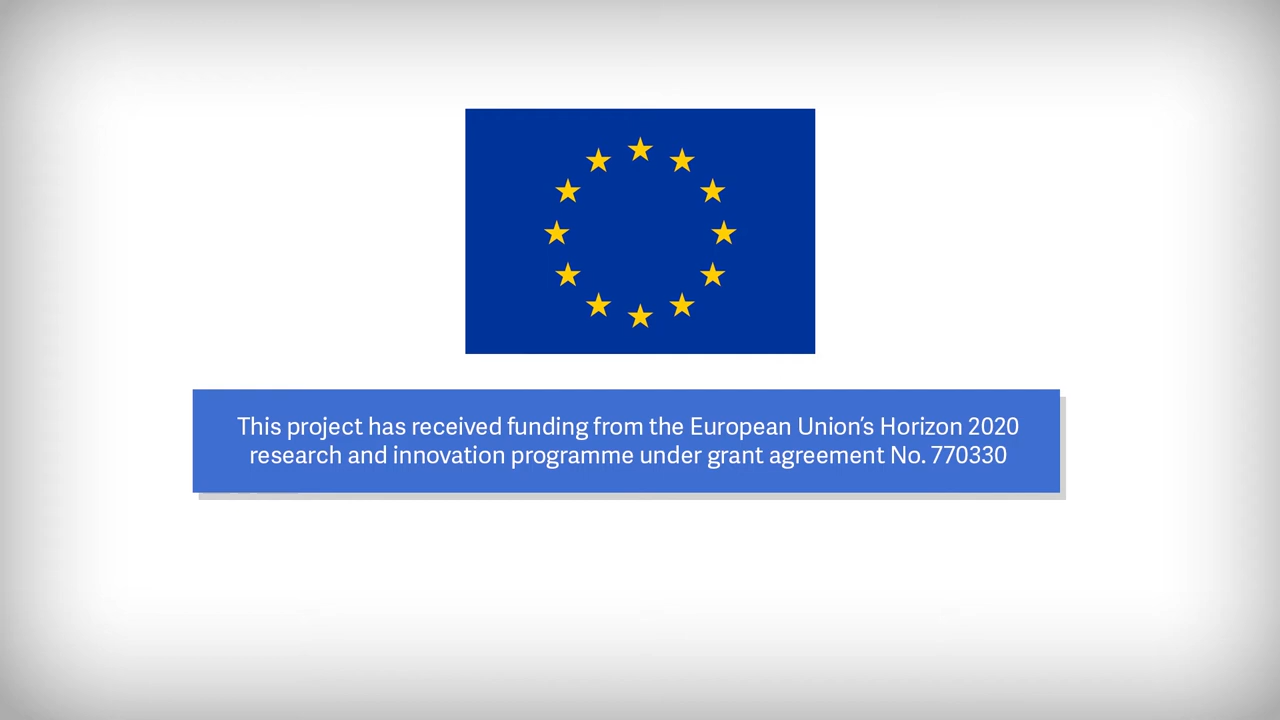 This project has received funding from the European Union’s Horizon 2020
research and innovation programme under grant agreement No. 770330